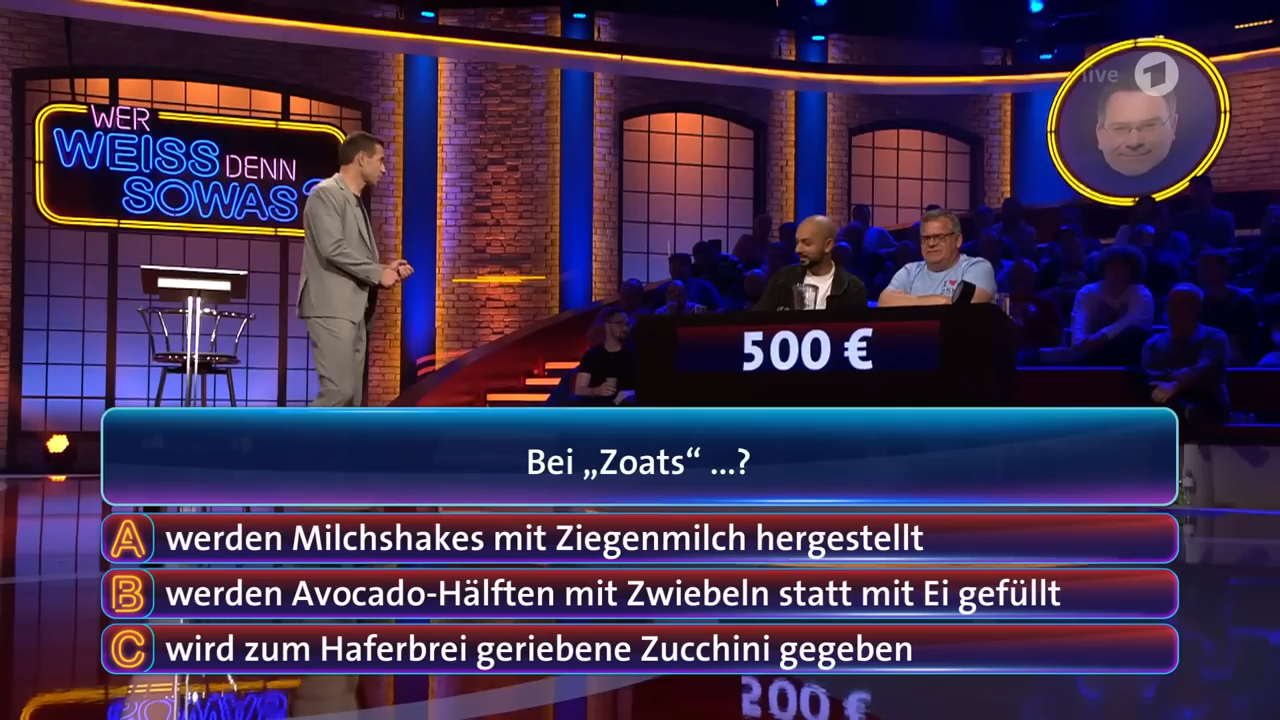 live 1
WER
WEISS DENN
SOWAS?
500 €
Bei „Zoats“ ...?
A werden Milchshakes mit Ziegenmilch hergestellt
B werden Avocado-Hälften mit Zwiebeln statt mit Ei gefüllt
C wird zum Haferbrei geriebene Zucchini gegeben